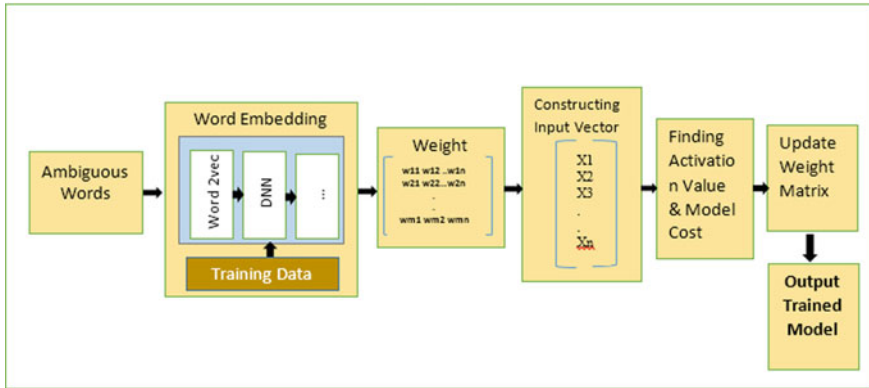 Ambiguous
Words
Word Embedding
Word 2vec
DNN
...
Training Data
Weight
w11 w12 ..w1n
w21 w22...w2n
.
.
wm1 wm2 wmn
Constructing
Input Vector
X1
X2
X3
.
.
Xn
Finding
Activatio
n Value
& Model
Cost
Update
Weight
Matrix
Output
Trained
Model